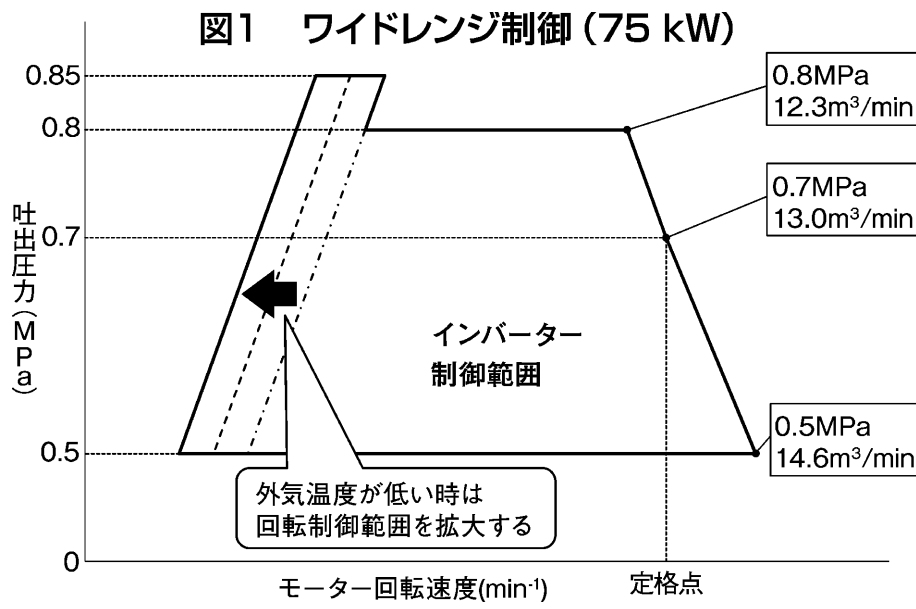 図1 ワイドレンジ制御（75 kW）
0.85
0.8
0.7
0.5
0
吐出圧力（MPa）
0.8MPa
12.3m³/min
0.7MPa
13.0m³/min
0.5MPa
14.6m³/min
インバーター
制御範囲
外気温度が低い時は
回転制御範囲を拡大する
モーター回転速度(min⁻¹)
定格点